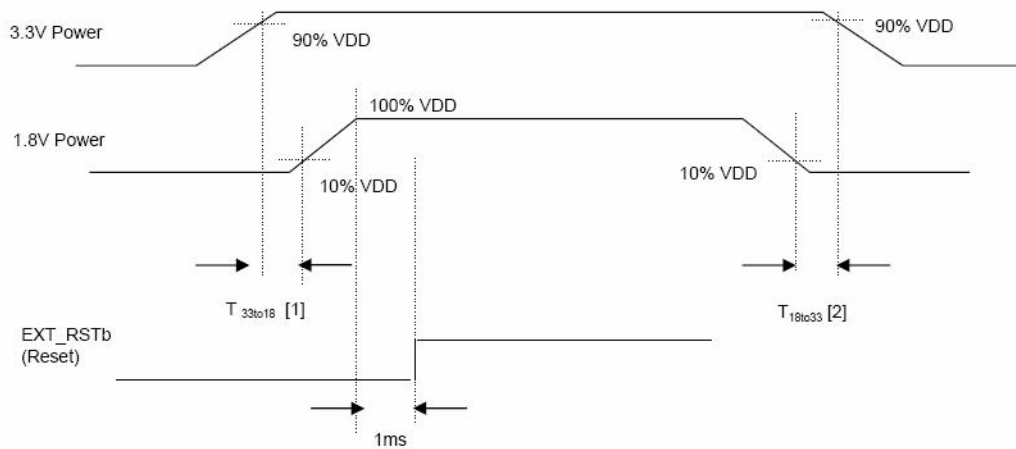 3.3V Power
90% VDD
90% VDD
100% VDD
1.8V Power
10% VDD
10% VDD
T 33to18 [1]
T18to33 [2]
EXT_RSTb
(Reset)
1ms